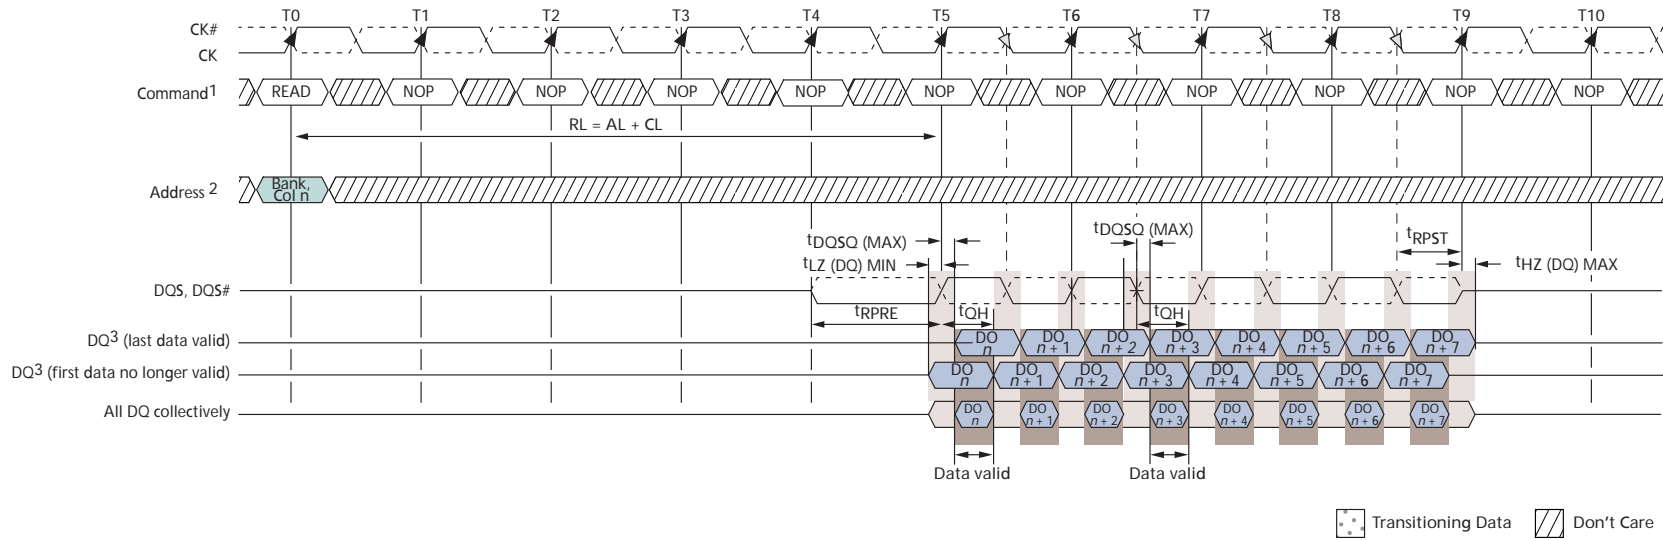 T0 T1 T2 T3 T4 T5 T6 T7 T8 T9 T10
CK#
CK
Command1 READ NOP NOP NOP NOP NOP NOP NOP NOP NOP NOP
RL = AL + CL
Address 2 Bank, Col n
tDQSQ (MAX) tDQSQ (MAX) tRPST
tLZ (DQ) MIN tHZ (DQ) MAX
DQS, DQS#
tRPRE tQH tQH
DQ3 (last data valid) DO n DO n + 1 DO n + 2 DO n + 3 DO n + 4 DO n + 5 DO n + 6 DO n + 7
DQ3 (first data no longer valid) DO n DO n + 1 DO n + 2 DO n + 3 DO n + 4 DO n + 5 DO n + 6 DO n + 7
All DQ collectively DO n DO n + 1 DO n + 2 DO n + 3 DO n + 4 DO n + 5 DO n + 6 DO n + 7
Data valid Data valid
Transitioning Data Don't Care